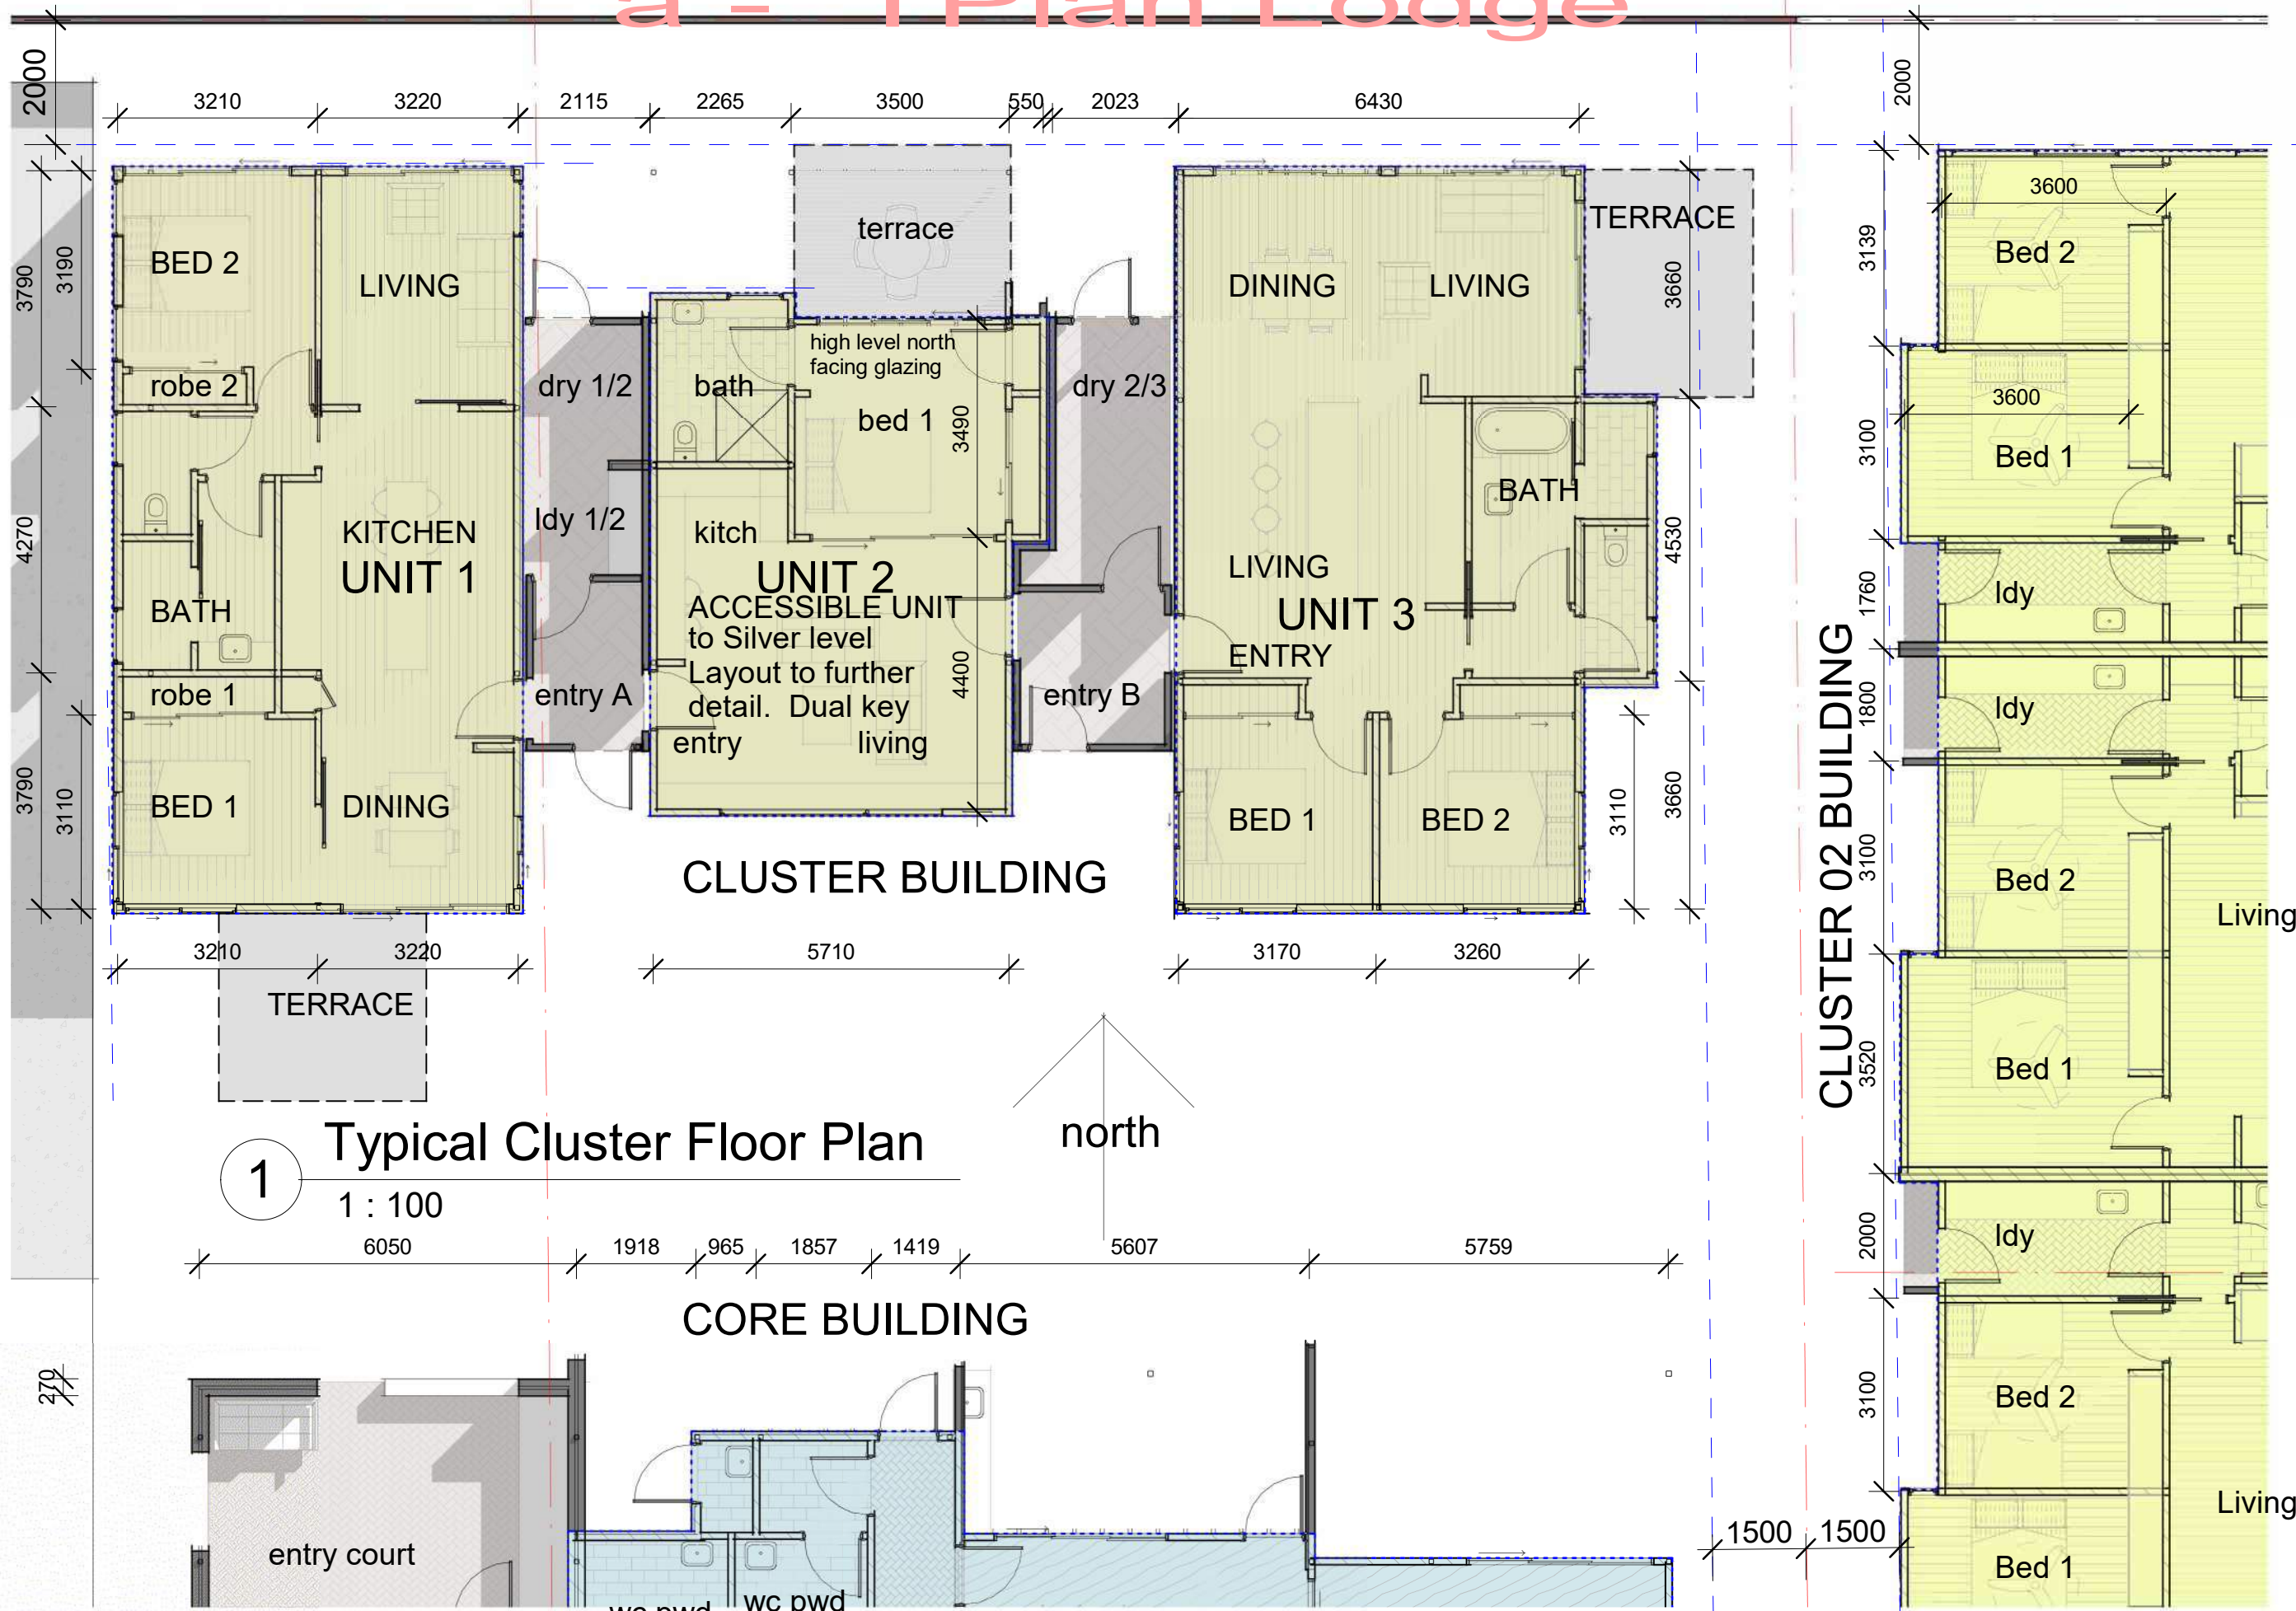 a - 1Plan Lodge
2000
3210
3220
2115
2265
3500
550
2023
6430
2000
3790
3190
4270
3790
3110
BED 2
LIVING
robe 2
KITCHEN
UNIT 1
BATH
robe 1
BED 1
DINING
dry 1/2
ldy 1/2
entry A
terrace
high level north
facing glazing
bath
bed 1
3490
kitch
UNIT 2
ACCESSIBLE UNIT
to Silver level
Layout to further
detail. Dual key
entry
living
4400
dry 2/3
entry B
TERRACE
DINING
LIVING
3660
BATH
4530
LIVING
UNIT 3
ENTRY
BED 1
BED 2
3110
3660
CLUSTER BUILDING
3210
3220
5710
3170
3260
TERRACE
north
1
Typical Cluster Floor Plan
1 : 100
6050
1918
965
1857
1419
5607
5759
CORE BUILDING
270
entry court
wc pwd
wc pwd
1500
1500
CLUSTER 02 BUILDING
3139
3100
1760
1800
3100
3520
2000
3100
3600
Bed 2
3600
Bed 1
ldy
ldy
Bed 2
Living
Bed 1
ldy
Bed 2
Living
Bed 1